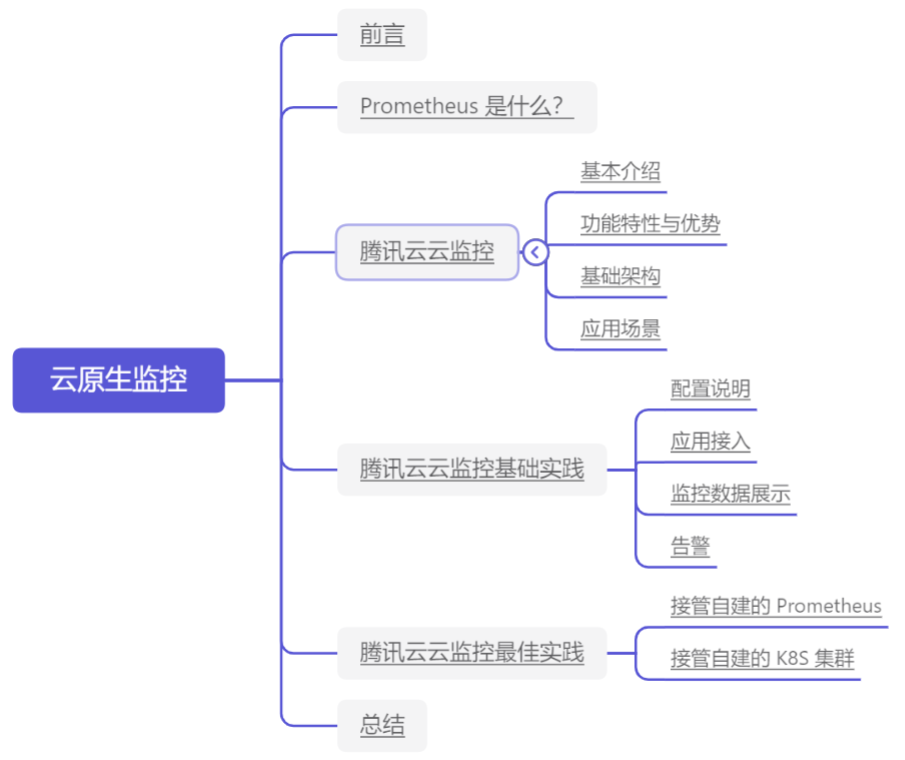 前言
Prometheus 是什么？
腾讯云云监控
基本介绍
功能特性与优势
基础架构
应用场景
云原生监控
腾讯云云监控基础实践
配置说明
应用接入
监控数据展示
告警
腾讯云云监控最佳实践
接管自建的 Prometheus
接管自建的 K8S 集群
总结